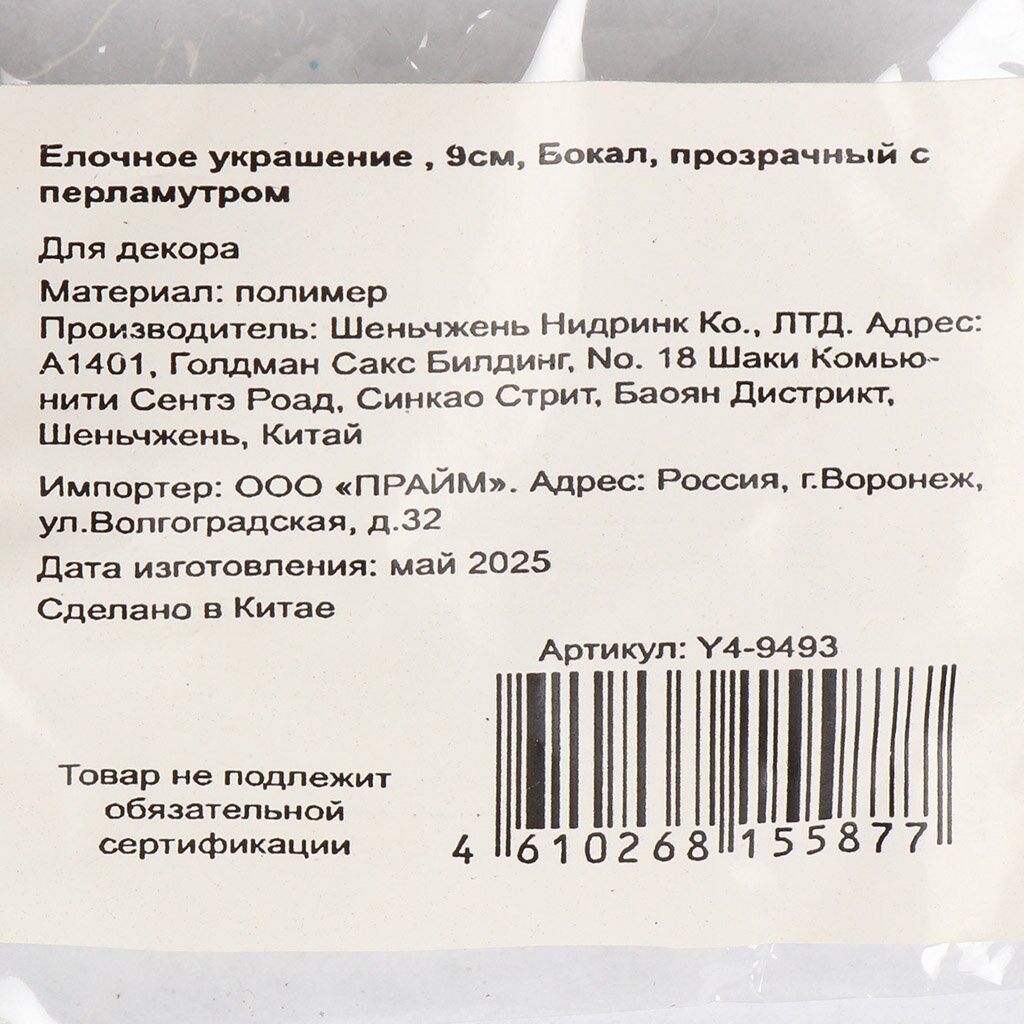 Елочное украшение , 9см, Бокал, прозрачный с
перламутром
Для декора
Материал: полимер
Производитель: Шеньчжень Нидринк Ко., ЛТД. Адрес:
А1401, Голдман Сакс Билдинг, No. 18 Шаки Комью-
нити Сентэ Роад, Синкао Стрит, Баоян Дистрикт,
Шеньчжень, Китай
Импортер: ООО «ПРАЙМ». Адрес: Россия, г.Воронеж,
ул.Волгоградская, д.32
Дата изготовления: май 2025
Сделано в Китае
Артикул: Y4-9493
Товар не подлежит
обязательной
сертификации
4 610268 155877